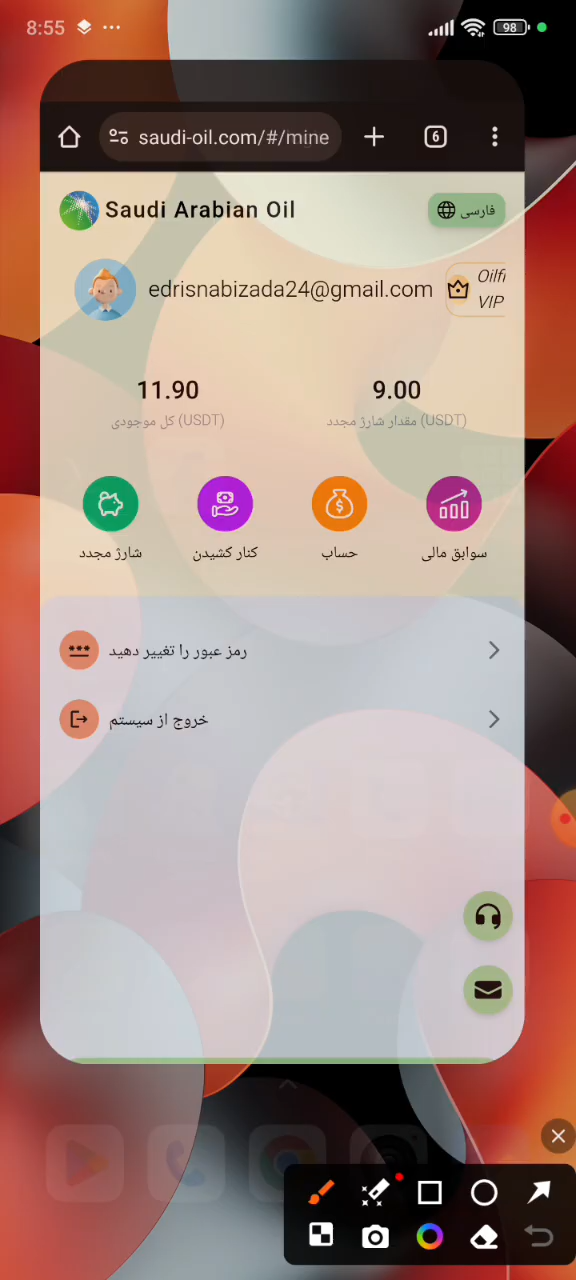 8:55
98
saudi-oil.com/#/mine
6
Saudi Arabian Oil
فارسی
edrisnabizada24@gmail.com
VIP
11.90
9.00
کل موجودی (USDT)
مقدار شارژ مجدد (USDT)
شارژ مجدد
کنار کشیدن
حساب
سوابق مالی
رمز عبور را تغییر دهید
خروج از سیستم